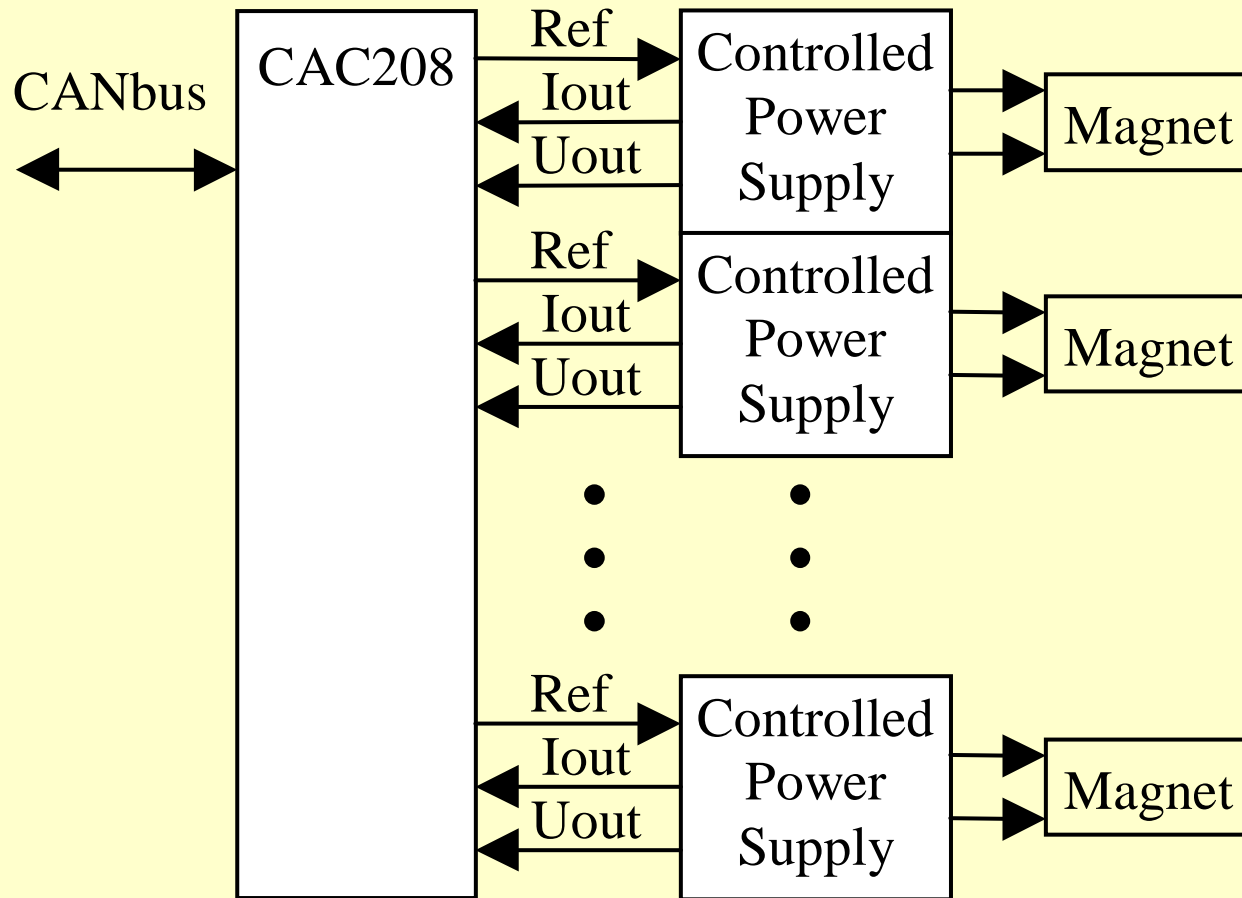 CANbus
CAC208
Ref
Iout
Uout
Controlled
Power
Supply
Magnet
Ref
Iout
Uout
Controlled
Power
Supply
Magnet
Ref
Iout
Uout
Controlled
Power
Supply
Magnet